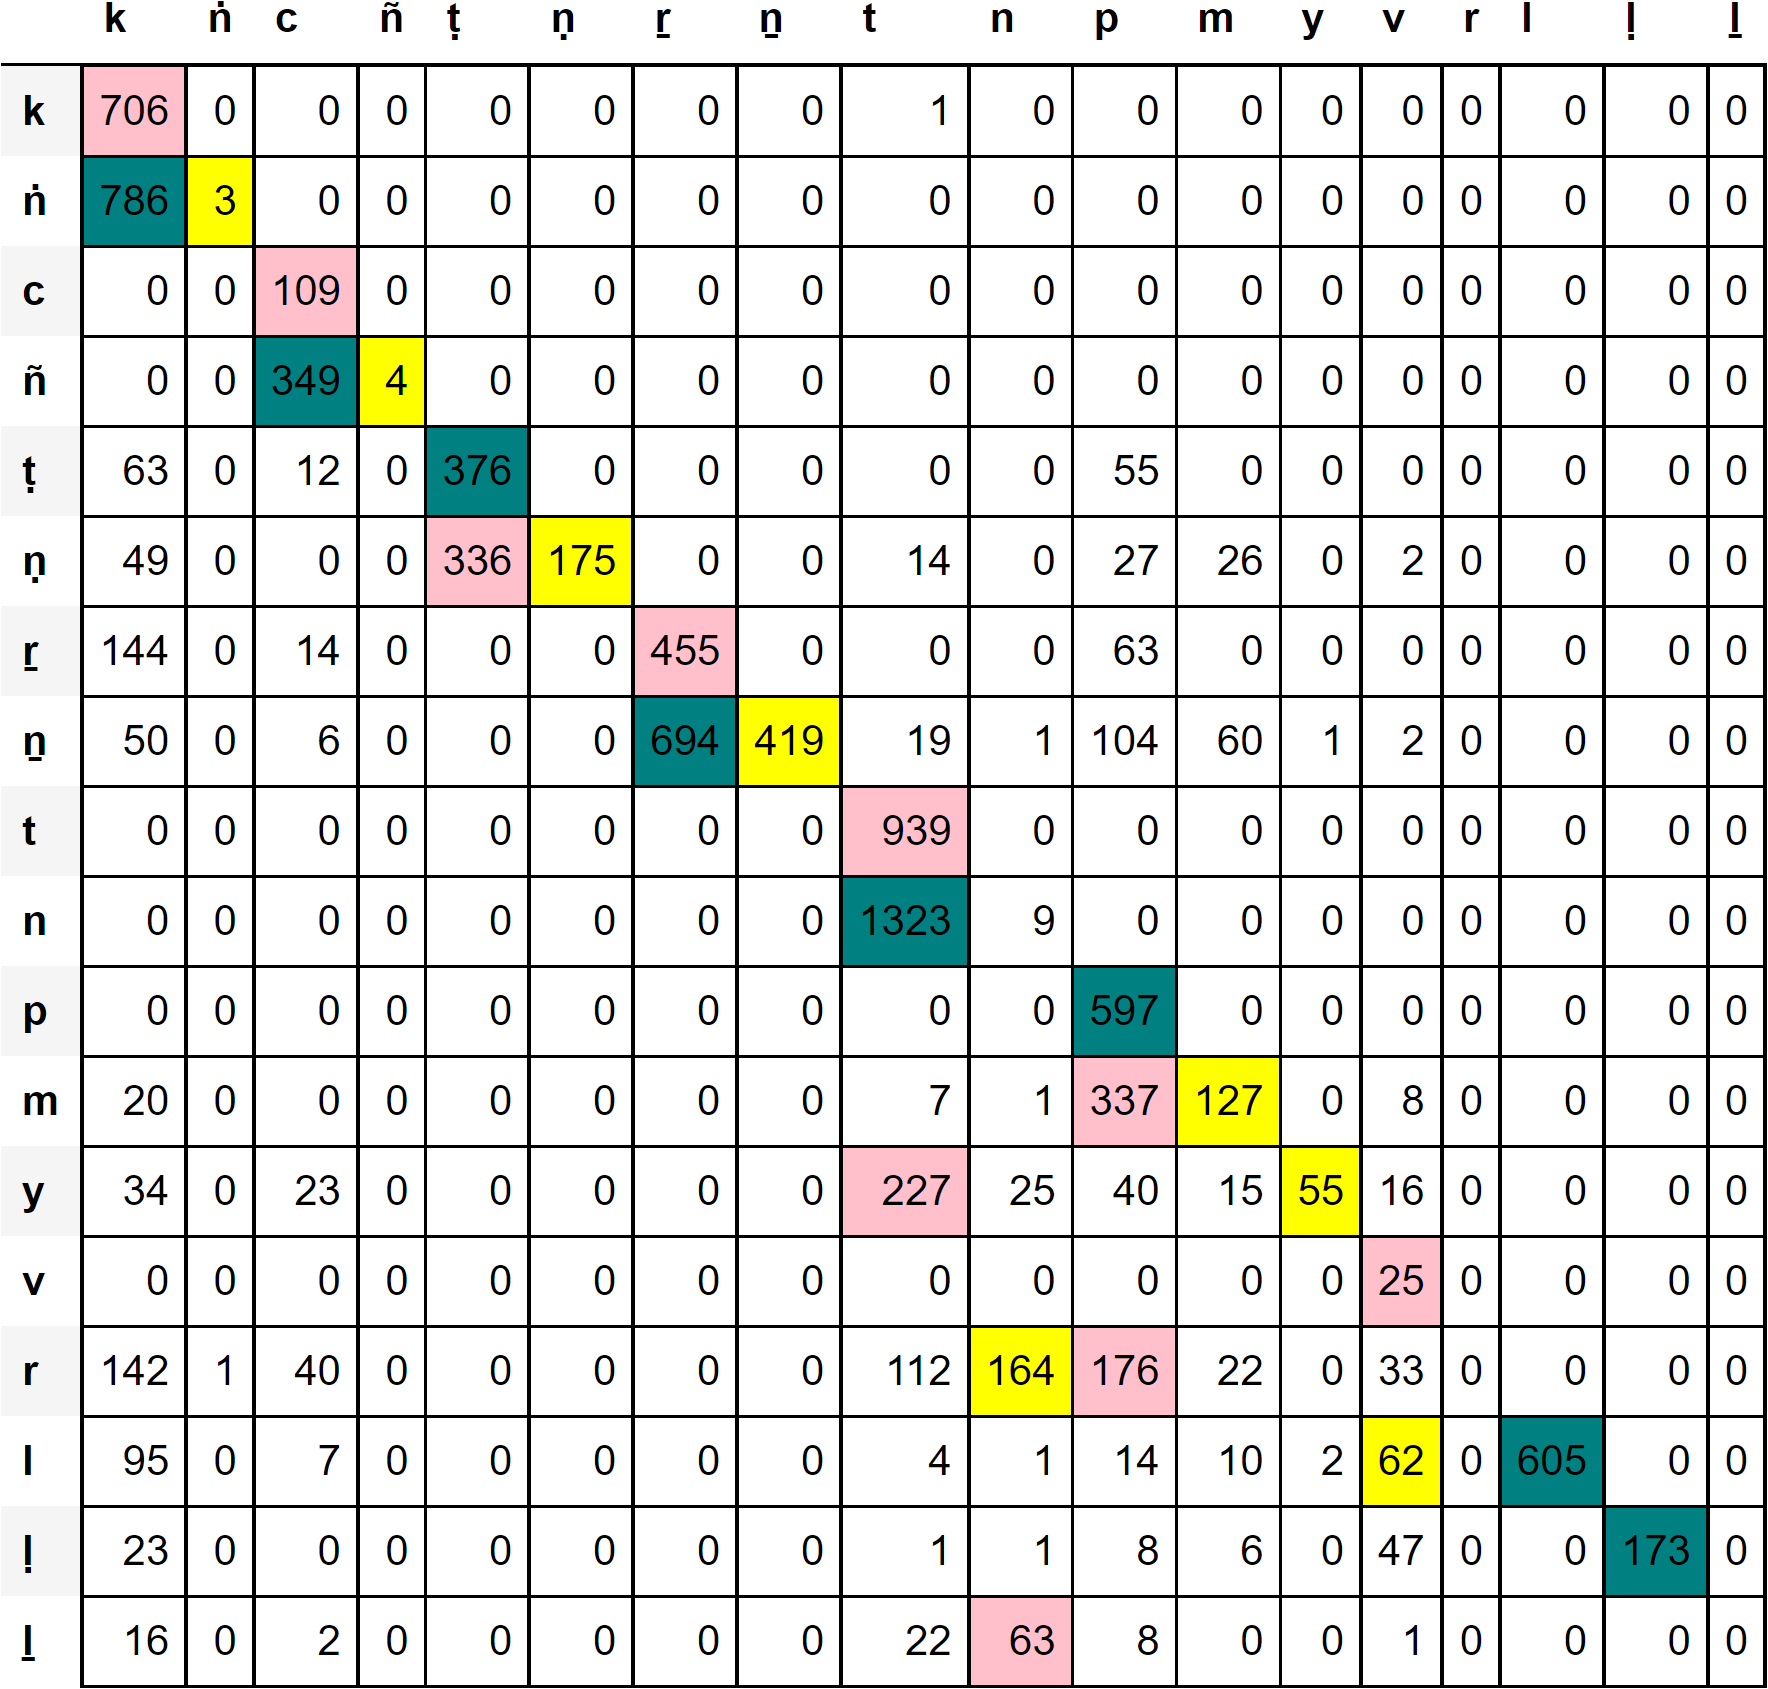 k ṅ c ñ ṭ ṇ ṟ ṉ t n p m y v r l ḷ ḻ
k 706 0 0 0 0 0 0 0 1 0 0 0 0 0 0 0 0 0
ṅ 786 3 0 0 0 0 0 0 0 0 0 0 0 0 0 0 0 0
c 0 0 109 0 0 0 0 0 0 0 0 0 0 0 0 0 0 0
ñ 0 0 349 4 0 0 0 0 0 0 0 0 0 0 0 0 0 0
ṭ 63 0 12 0 376 0 0 0 0 0 55 0 0 0 0 0 0 0
ṇ 49 0 0 0 336 175 0 0 14 0 27 26 0 2 0 0 0 0
ṟ 144 0 14 0 0 0 455 0 0 0 63 0 0 0 0 0 0 0
ṉ 50 0 6 0 0 0 694 419 19 1 104 60 1 2 0 0 0 0
t 0 0 0 0 0 0 0 0 939 0 0 0 0 0 0 0 0 0
n 0 0 0 0 0 0 0 0 1323 9 0 0 0 0 0 0 0 0
p 0 0 0 0 0 0 0 0 0 0 597 0 0 0 0 0 0 0
m 20 0 0 0 0 0 0 0 7 1 337 127 0 8 0 0 0 0
y 34 0 23 0 0 0 0 0 227 25 40 15 55 16 0 0 0 0
v 0 0 0 0 0 0 0 0 0 0 0 0 0 25 0 0 0 0
r 142 1 40 0 0 0 0 0 112 164 176 22 0 33 0 0 0 0
l 95 0 7 0 0 0 0 0 4 1 14 10 2 62 0 605 0 0
ḷ 23 0 0 0 0 0 0 0 1 1 8 6 0 47 0 0 173 0
ḻ 16 0 2 0 0 0 0 0 22 63 8 0 0 1 0 0 0 0